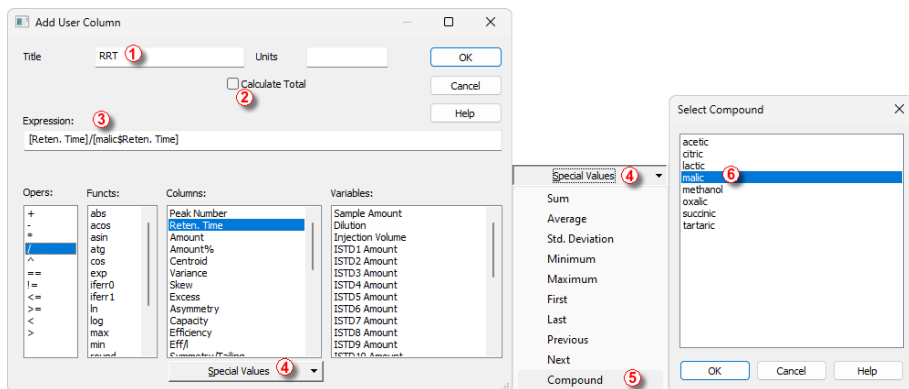 Add User Column
Title RRT 1 Units OK
Calculate Total Cancel
2
Help
Expression: 3
[Reten. Time]/[malic$Reten. Time]
Opers: Functs: Columns: Variables:
+
-
*
/
^
==
!=
<=
>=
<
>
abs
acos
asin
atg
cos
exp
iferr0
iferr1
ln
log
max
min
round
Peak Number
Reten. Time
Amount
Amount%
Centroid
Variance
Skew
Excess
Asymmetry
Capacity
Efficiency
Eff/l
Symmetry/Tailing
Sample Amount
Dilution
Injection Volume
ISTD1 Amount
ISTD2 Amount
ISTD3 Amount
ISTD4 Amount
ISTD5 Amount
ISTD6 Amount
ISTD7 Amount
ISTD8 Amount
ISTD9 Amount
ISTD10 Amount
Special Values 4
Special Values 4
Sum
Average
Std. Deviation
Minimum
Maximum
First
Last
Previous
Next
Compound 5
Select Compound
acetic
citric
lactic
malic 6
methanol
oxalic
succinic
tartaric
OK Cancel Help